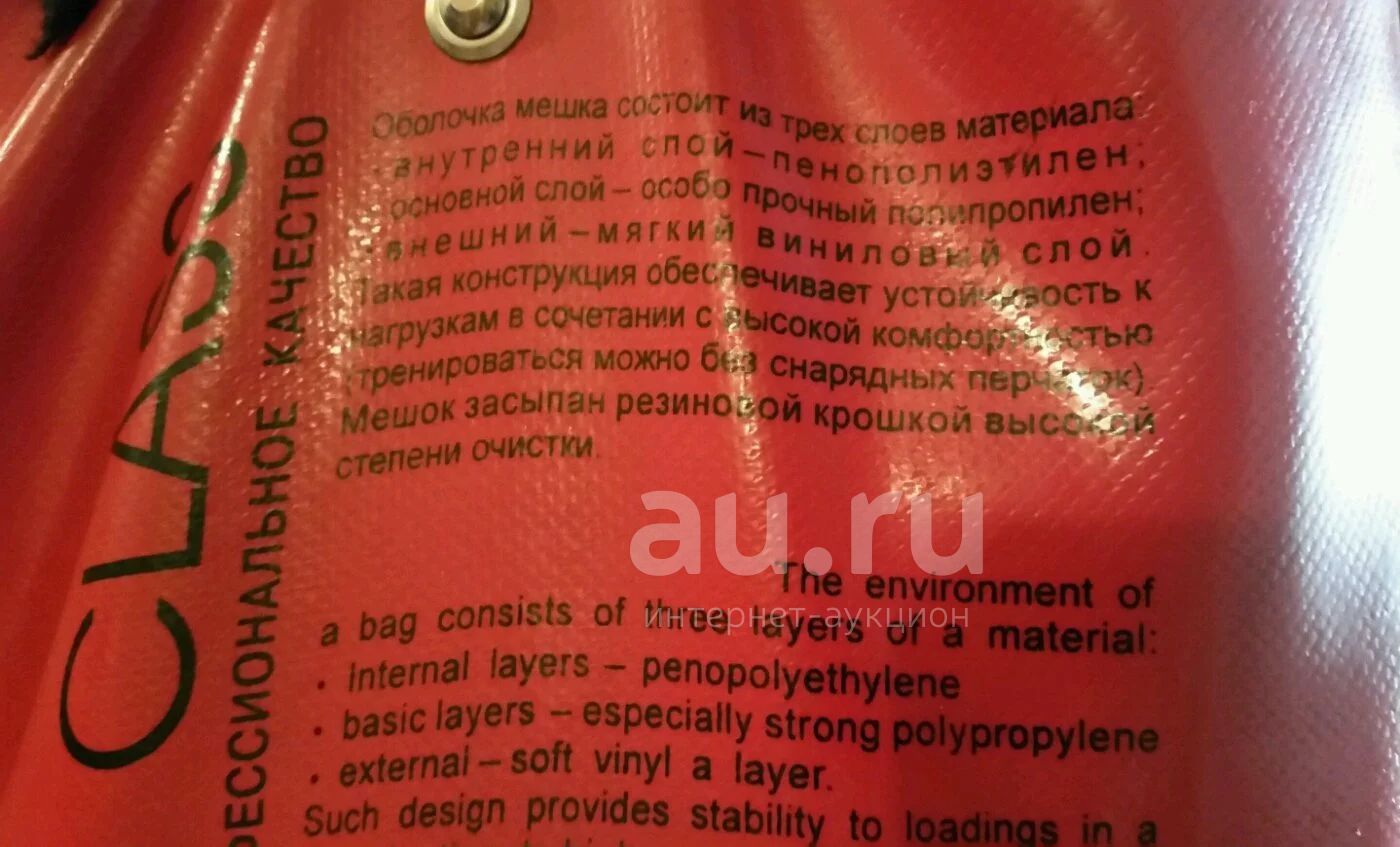 Оболочка мешка состоит из трех слоев материала:
·внутренний слой–пенополиэтилен;
·основной слой – особо прочный полипропилен;
·внешний–мягкий виниловый слой.
Такая конструкция обеспечивает устойчивость к
нагрузкам в сочетании с высокой комфортностью
(тренироваться можно без снарядных перчаток).
Мешок засыпан резиновой крошкой высокой
степени очистки.
КАЧЕСТВО
au.ru
интернет-аукцион
The environment of
a bag consists of three layers of a material:
· Internal layers – penopolyethylene
· basic layers – especially strong polypropylene
· external – soft vinyl a layer.
Such design provides stability to loadings in a